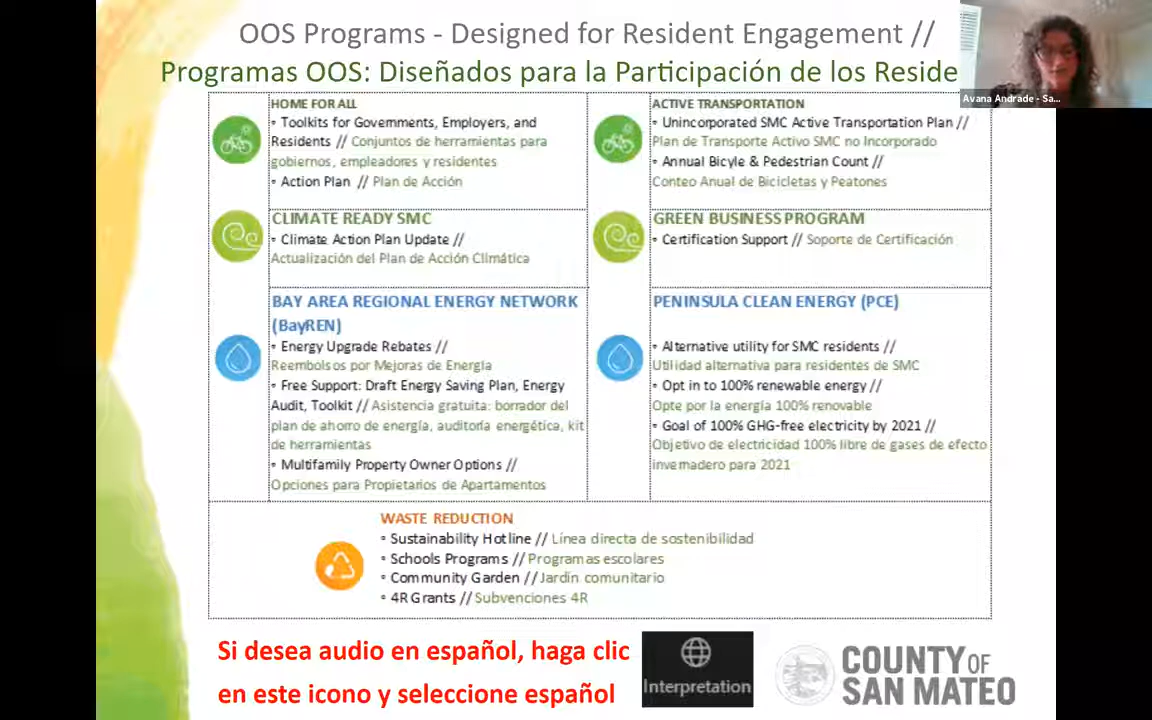 OOS Programs - Designed for Resident Engagement //
Programas OOS: Diseñados para la Participación de los Reside
Avana Andrade - Sa...
HOME FOR ALL
• Toolkits for Governments, Employers, and
Residents // Conjuntos de herramientas para
gobiernos, empleadores y residentes
• Action Plan // Plan de Acción
ACTIVE TRANSPORTATION
• Unincorporated SMC Active Transportation Plan //
Plan de Transporte Activo SMC no Incorporado
• Annual Bicyle & Pedestrian Count //
Conteo Anual de Bicicletas y Peatones
CLIMATE READY SMC
• Climate Action Plan Update //
Actualización del Plan de Acción Climática
GREEN BUSINESS PROGRAM
• Certification Support // Soporte de Certificación
BAY AREA REGIONAL ENERGY NETWORK
(BayREN)
• Energy Upgrade Rebates //
Reembolsos por Mejoras de Energía
• Free Support: Draft Energy Saving Plan, Energy
Audit, Toolkit // Asistencia gratuita: borrador del
plan de ahorro de energía, auditoría energética, kit
de herramientas
• Multifamily Property Owner Options //
Opciones para Propietarios de Apartamentos
PENINSULA CLEAN ENERGY (PCE)
• Alternative utility for SMC residents //
Utilidad alternativa para residentes de SMC
• Opt in to 100% renewable energy //
Opte por la energía 100% renovable
• Goal of 100% GHG-free electricity by 2021 //
Objetivo de electricidad 100% libre de gases de efecto
invernadero para 2021
WASTE REDUCTION
• Sustainability Hotline // Línea directa de sostenibilidad
• Schools Programs // Programas escolares
• Community Garden // Jardín comunitario
• 4R Grants // Subvenciones 4R
Si desea audio en español, haga clic
en este icono y seleccione español
Interpretation
COUNTY OF
SAN MATEO